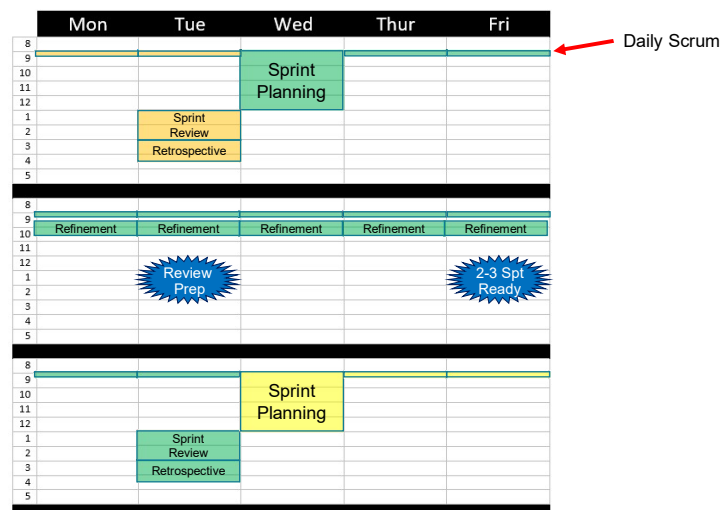 Mon Tue Wed Thur Fri
Daily Scrum
8
9
10
11
12
1
2
3
4
5
Sprint
Planning
Sprint
Review
Retrospective
8
9
10
11
12
1
2
3
4
5
Refinement Refinement Refinement Refinement Refinement
Review
Prep
2-3 Spt
Ready
8
9
10
11
12
1
2
3
4
5
Sprint
Planning
Sprint
Review
Retrospective